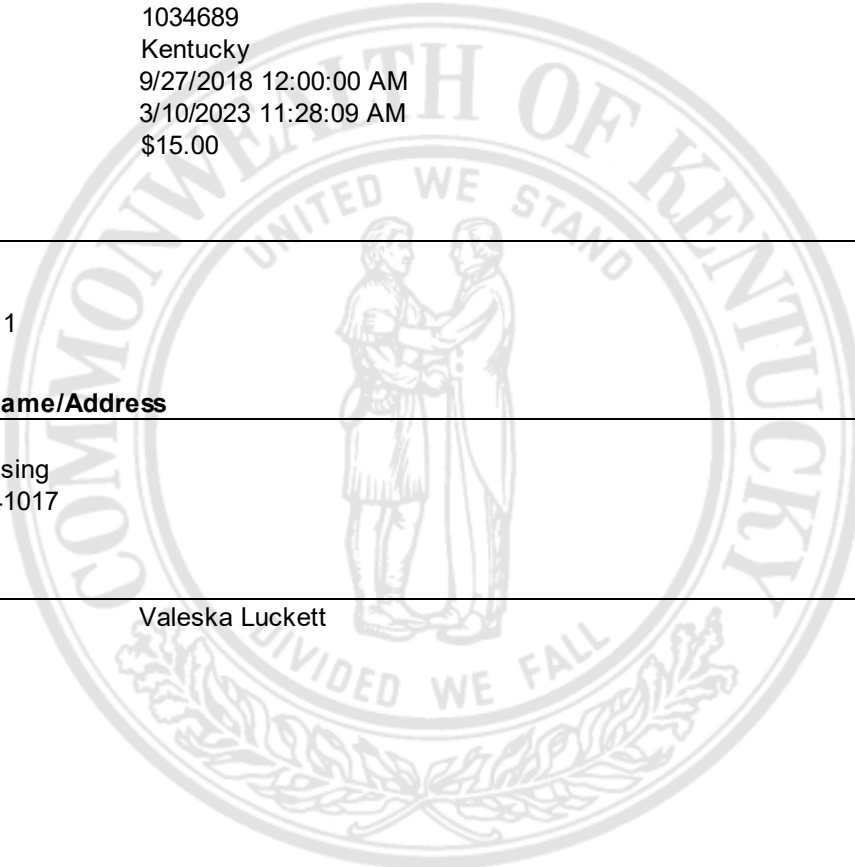 1034689
Kentucky
9/27/2018 12:00:00 AM
3/10/2023 11:28:09 AM
$15.00
COMMONWEALTH OF KENTUCKY
UNITED WE STAND
1
ame/Address
sing
1017
Valeska Luckett
DIVIDED WE FALL